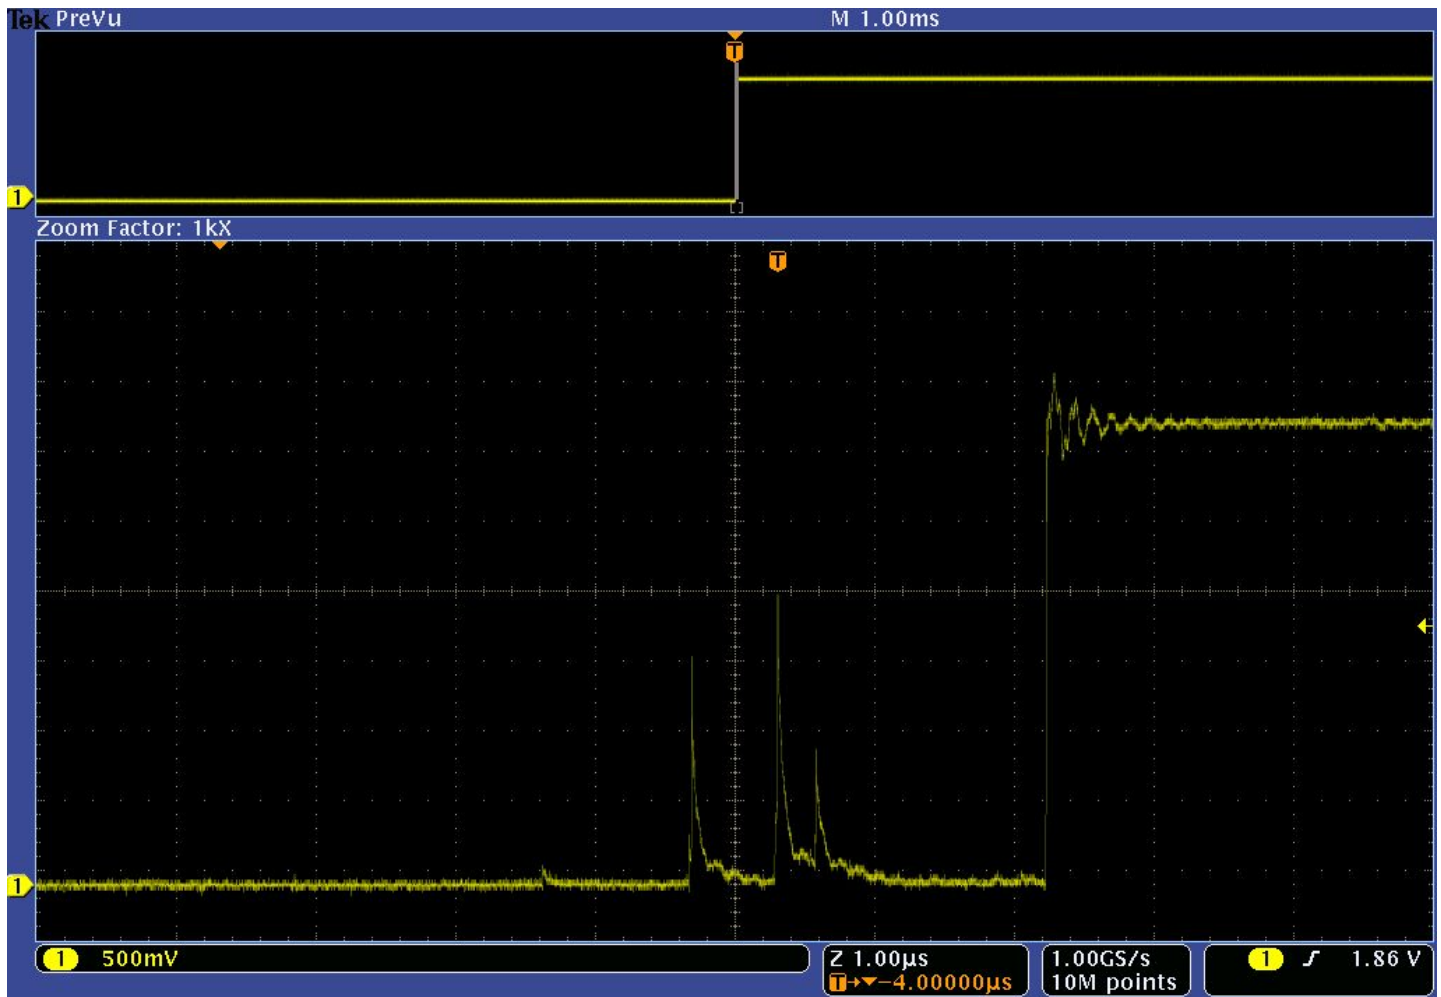 Tek PreVu M 1.00ms
T
1
Zoom Factor: 1kX
T
1
1 500mV Z 1.00µs 1.00GS/s 1 1.86 V
T→▼−4.00000µs 10M points